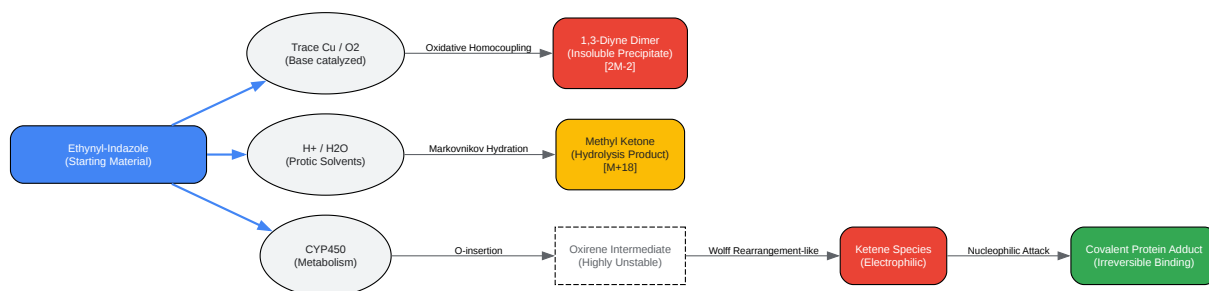 Trace Cu / O2
(Base catalyzed)
Oxidative Homocoupling
1,3-Diyne Dimer
(Insoluble Precipitate)
[2M-2]
Ethynyl-Indazole
(Starting Material)
H+ / H2O
(Protic Solvents)
Markovnikov Hydration
Methyl Ketone
(Hydrolysis Product)
[M+18]
CYP450
(Metabolism)
O-insertion
Oxirene Intermediate
(Highly Unstable)
Wolff Rearrangement-like
Ketene Species
(Electrophilic)
Nucleophilic Attack
Covalent Protein Adduct
(Irreversible Binding)